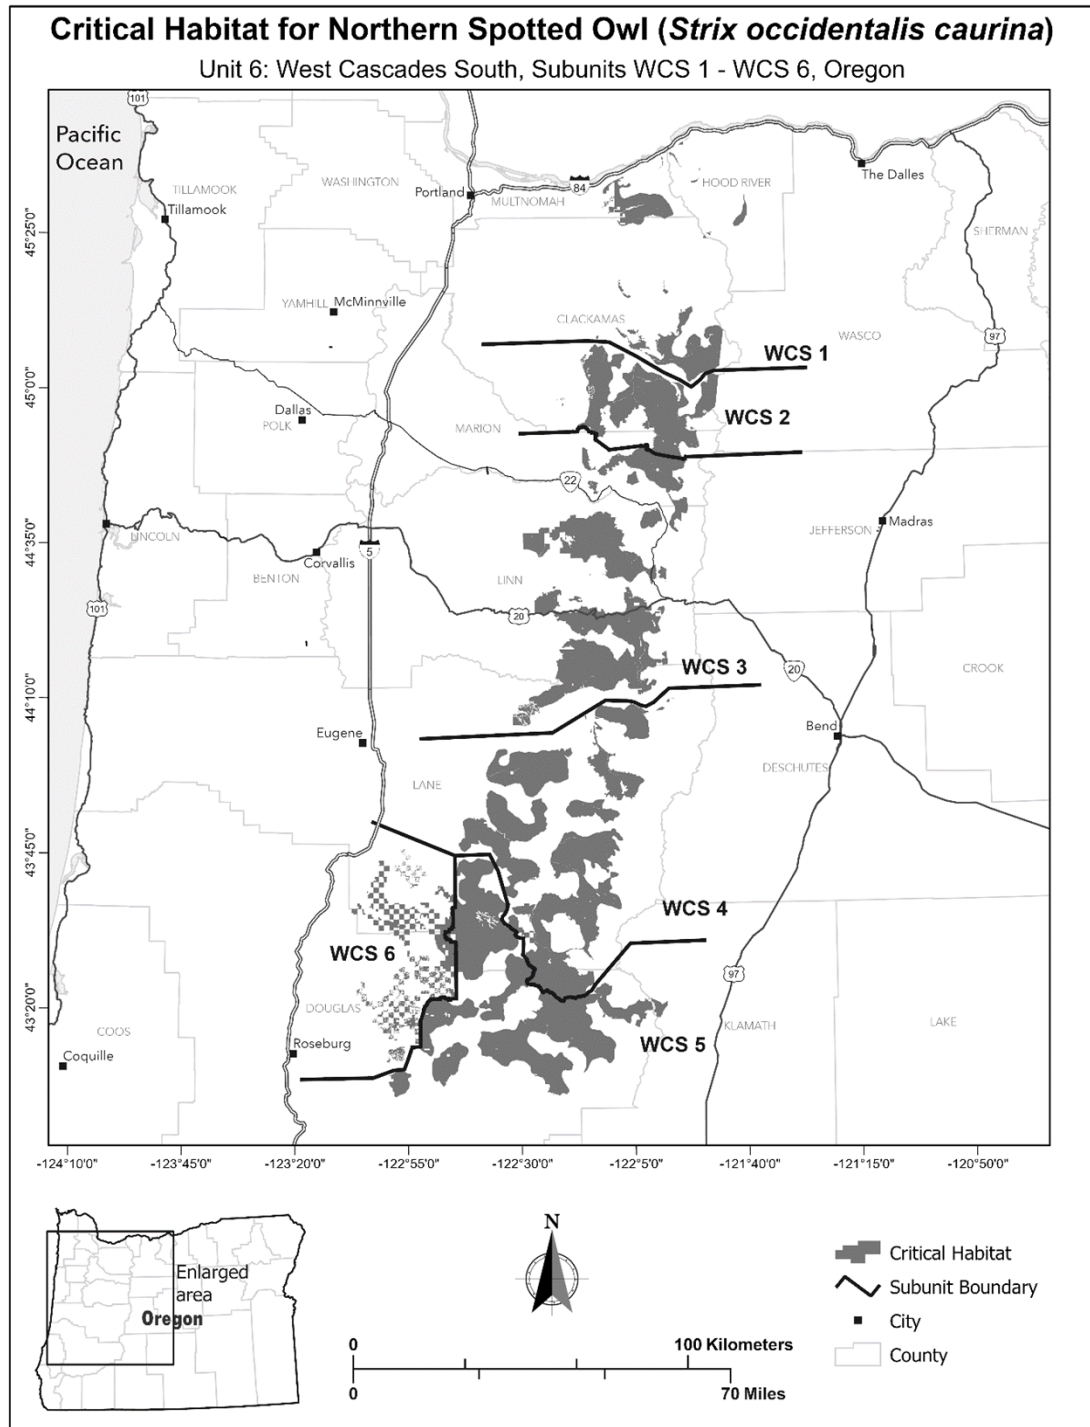 Critical Habitat for Northern Spotted Owl (Strix occidentalis caurina)
Unit 6: West Cascades South, Subunits WCS 1 - WCS 6, Oregon
101
Pacific
Ocean
TILLAMOOK
Tillamook
WASHINGTON
Portland
MULTNOMAH
84
HOOD RIVER
The Dalles
SHERMAN
YAMHILL
McMinnville
CLACKAMAS
WASCO
97
WCS 1
Dallas
POLK
MARION
WCS 2
22
LINCOLN
Corvallis
BENTON
5
LINN
JEFFERSON
Madras
101
20
WCS 3
20
CROOK
Eugene
Bend
LANE
DESCHUTES
WCS 4
WCS 6
97
DOUGLAS
COOS
Roseburg
Coquille
WCS 5
KLAMATH
LAKE
45°25'0"
45°0'0"
44°35'0"
44°10'0"
43°45'0"
43°20'0"
-124°10'0"
-123°45'0"
-123°20'0"
-122°55'0"
-122°30'0"
-122°5'0"
-121°40'0"
-121°15'0"
-120°50'0"
Enlarged
area
Oregon
N
0
100 Kilometers
0
70 Miles
Critical Habitat
Subunit Boundary
City
County